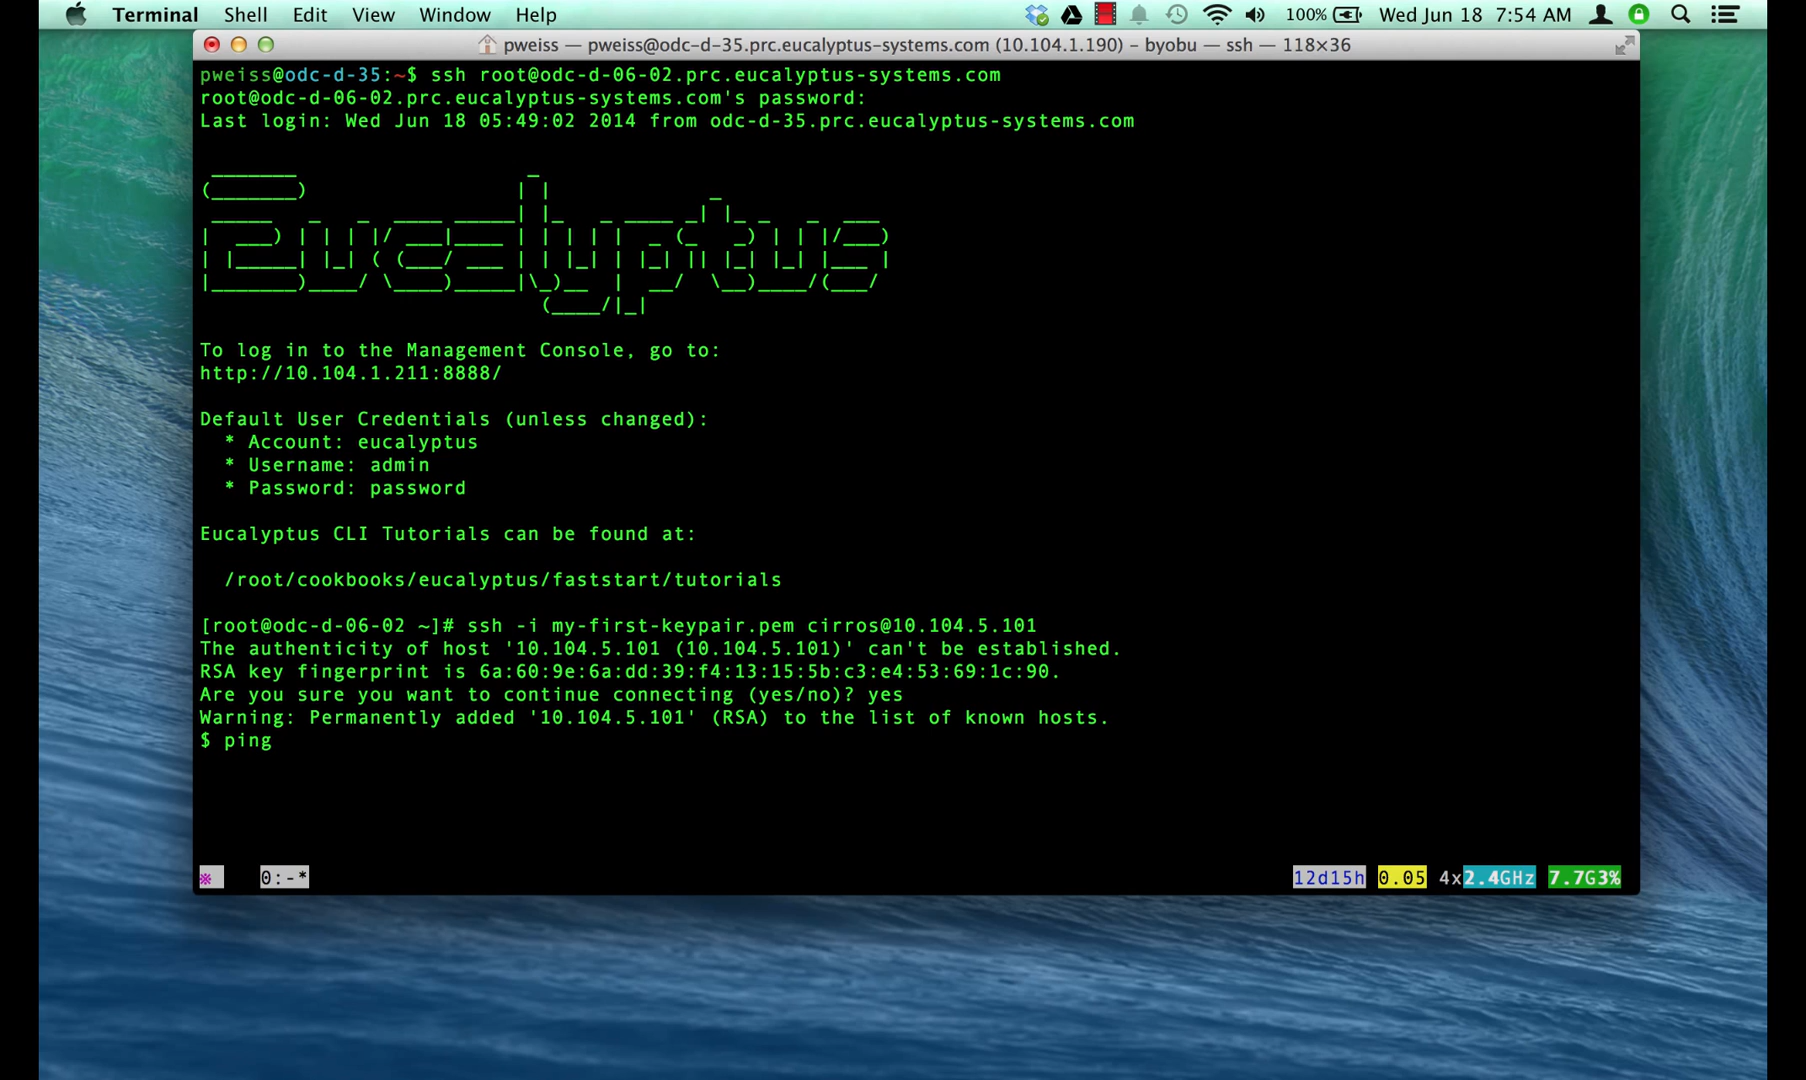 Terminal Shell Edit View Window Help 100% Wed Jun 18 7:54 AM
pweiss — pweiss@odc-d-35.prc.eucalyptus-systems.com (10.104.1.190) - byobu — ssh — 118×36
pweiss@odc-d-35:~$ ssh root@odc-d-06-02.prc.eucalyptus-systems.com
root@odc-d-06-02.prc.eucalyptus-systems.com's password:
Last login: Wed Jun 18 05:49:02 2014 from odc-d-35.prc.eucalyptus-systems.com
Eucalyptus
To log in to the Management Console, go to:
http://10.104.1.211:8888/
Default User Credentials (unless changed):
* Account: eucalyptus
* Username: admin
* Password: password
Eucalyptus CLI Tutorials can be found at:
/root/cookbooks/eucalyptus/faststart/tutorials
[root@odc-d-06-02 ~]# ssh -i my-first-keypair.pem cirros@10.104.5.101
The authenticity of host '10.104.5.101 (10.104.5.101)' can't be established.
RSA key fingerprint is 6a:60:9e:6a:dd:39:f4:13:15:5b:c3:e4:53:69:1c:90.
Are you sure you want to continue connecting (yes/no)? yes
Warning: Permanently added '10.104.5.101' (RSA) to the list of known hosts.
$ ping
※ 0:-* 12d15h 0.05 4x2.4GHz 7.7G3%